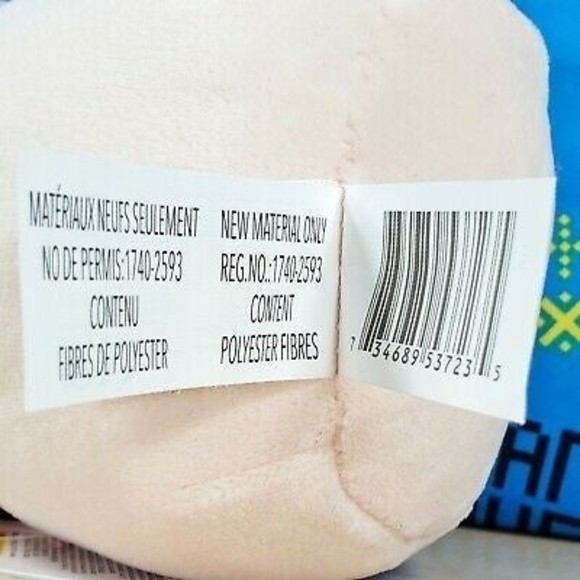 MATÉRIAUX NEUFS SEULEMENT
NO DE PERMIS:1740-2593
CONTENU
FIBRES DE POLYESTER
NEW MATERIAL ONLY
REG.NO.:1740-2593
CONTENT
POLYESTER FIBRES
7 34689 53723 5